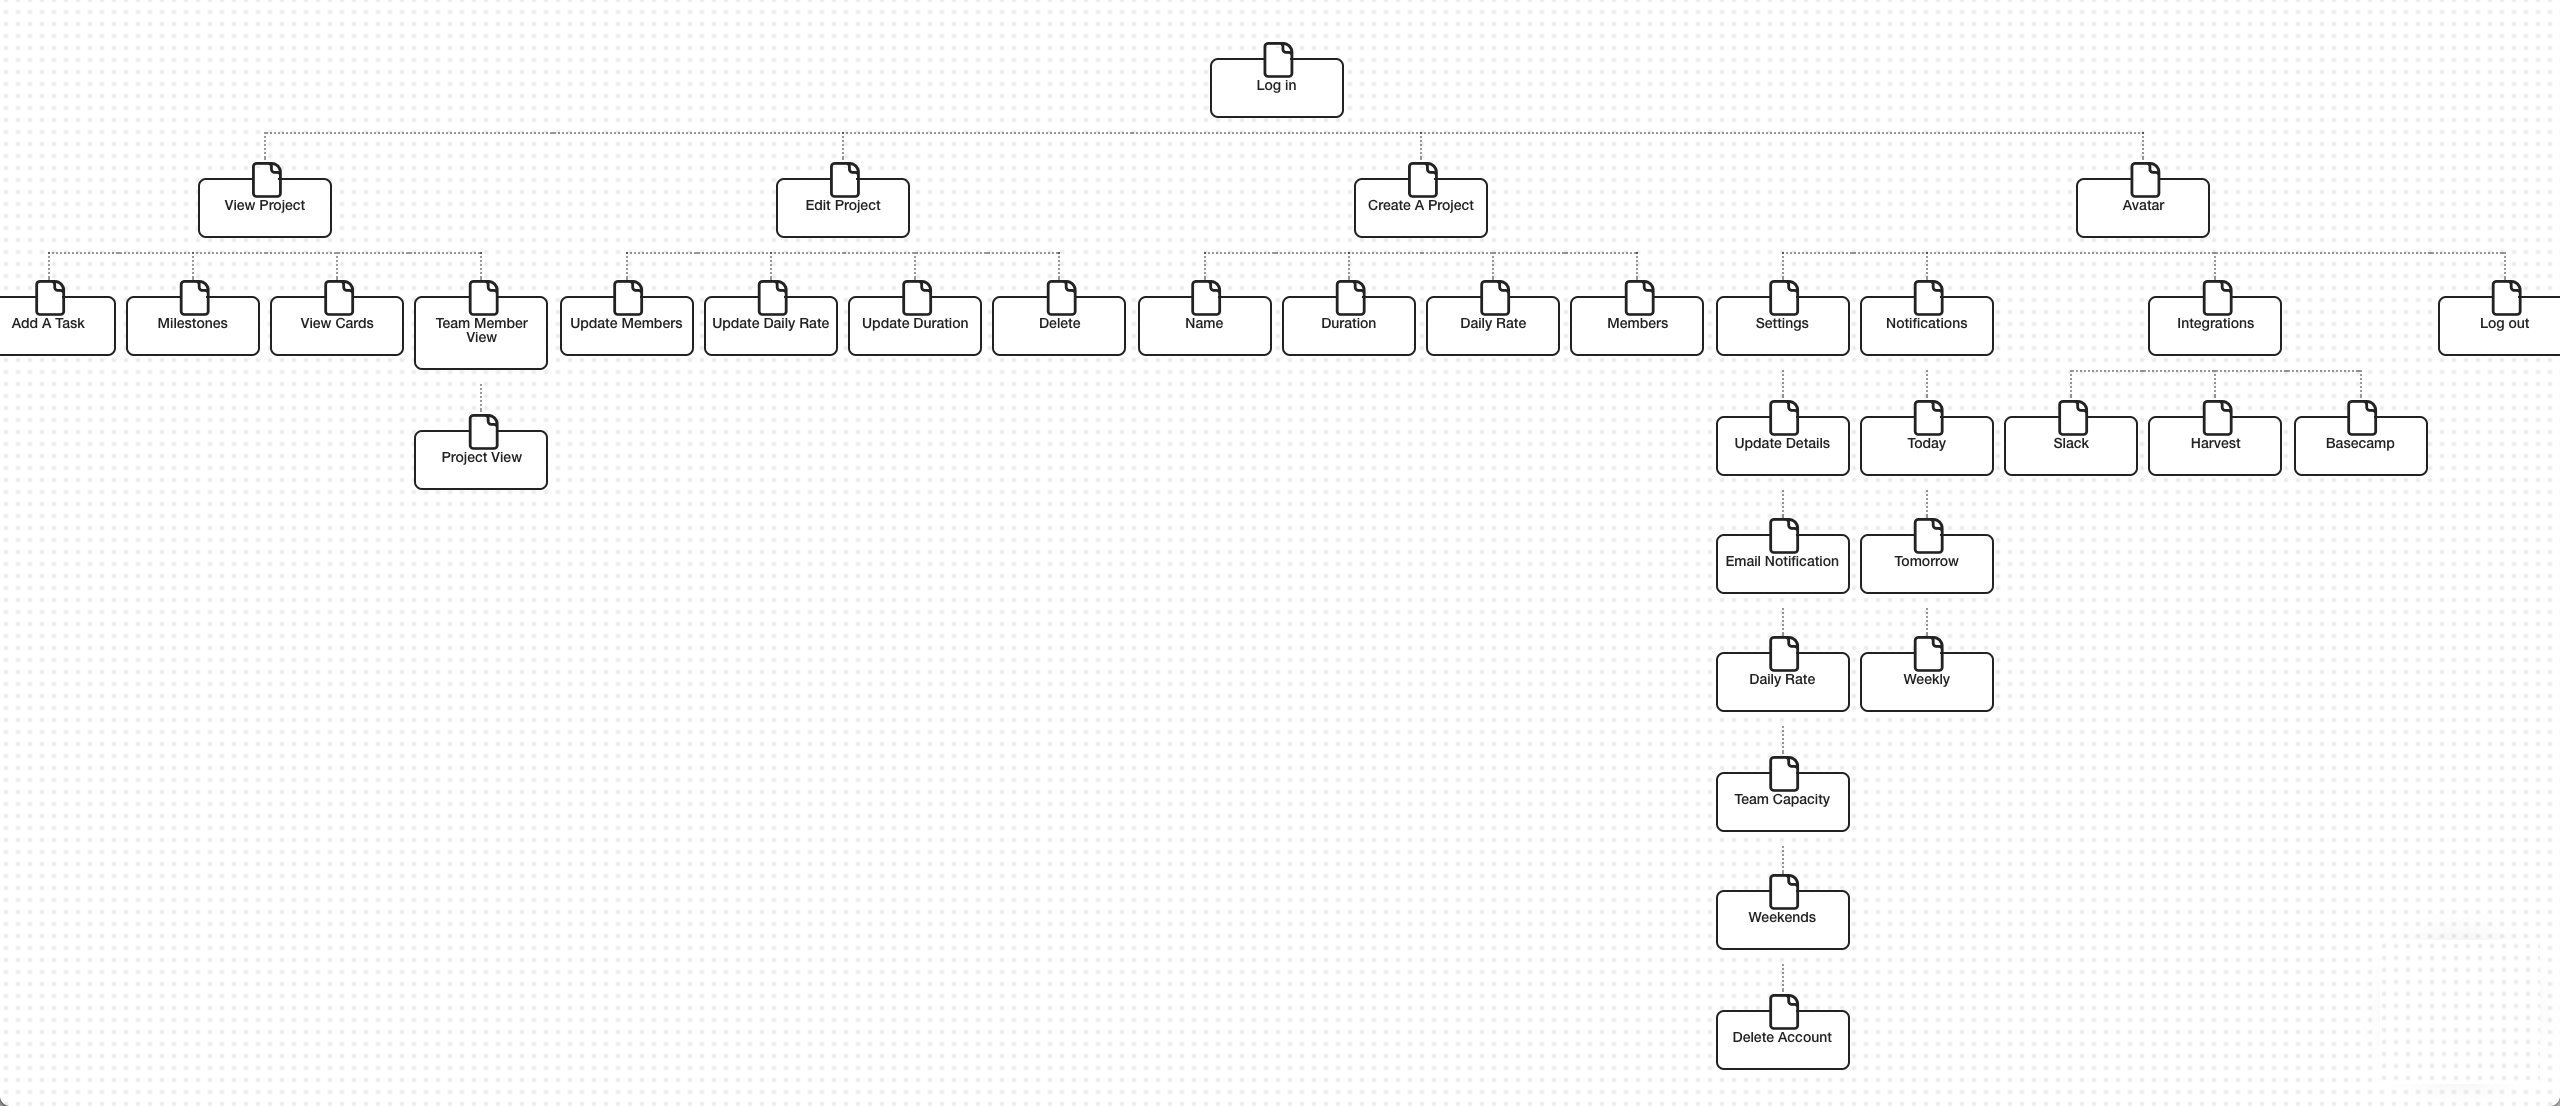 Log in
View Project
Edit Project
Create A Project
Avatar
Add A Task
Milestones
View Cards
Team Member
View
Update Members
Update Daily Rate
Update Duration
Delete
Name
Duration
Daily Rate
Members
Settings
Notifications
Integrations
Log out
Project View
Update Details
Today
Slack
Harvest
Basecamp
Email Notification
Tomorrow
Daily Rate
Weekly
Team Capacity
Weekends
Delete Account